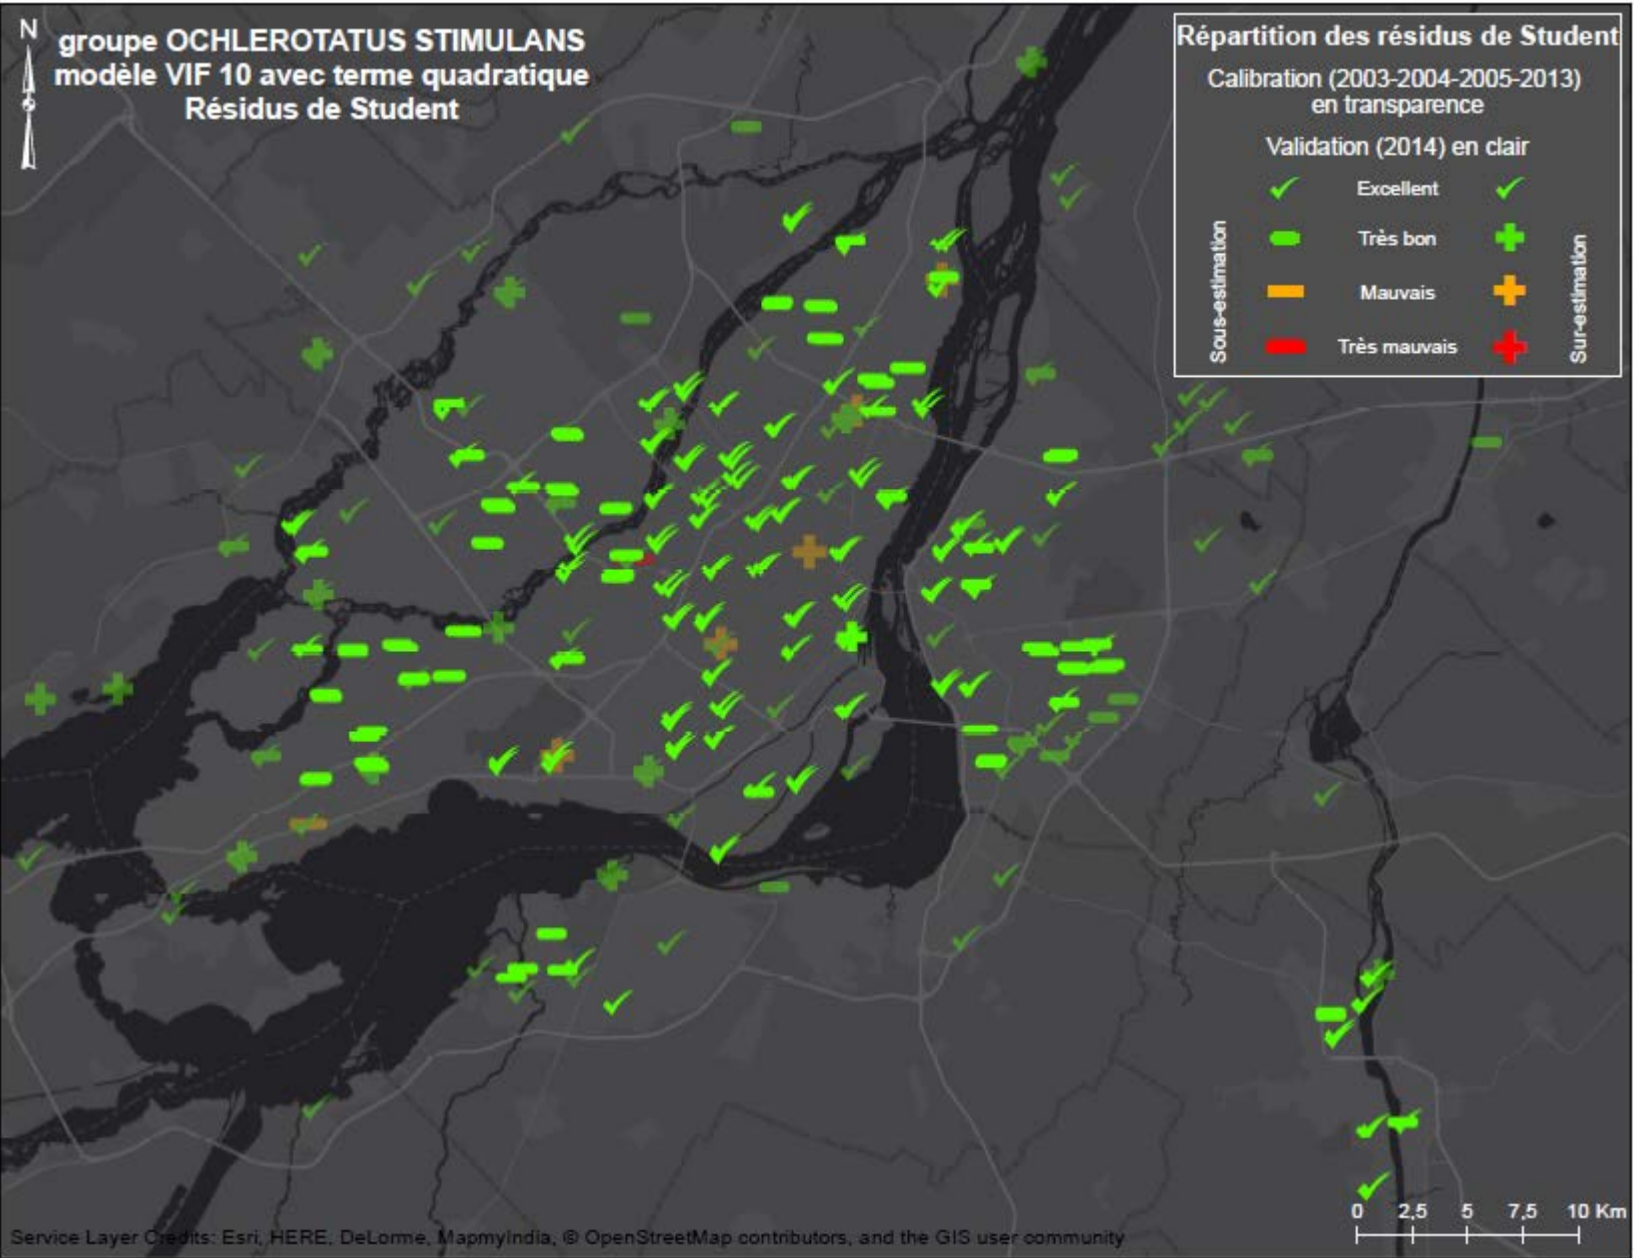 N
groupe OCHLEROTATUS STIMULANS
modèle VIF 10 avec terme quadratique
Résidus de Student
Répartition des résidus de Student
Calibration (2003-2004-2005-2013)
en transparence
Validation (2014) en clair
Excellent
Très bon
Mauvais
Très mauvais
Sous-estimation
Sur-estimation
0 2,5 5 7,5 10 Km
Service Layer Credits: Esri, HERE, DeLorme, MapmyIndia, © OpenStreetMap contributors, and the GIS user community